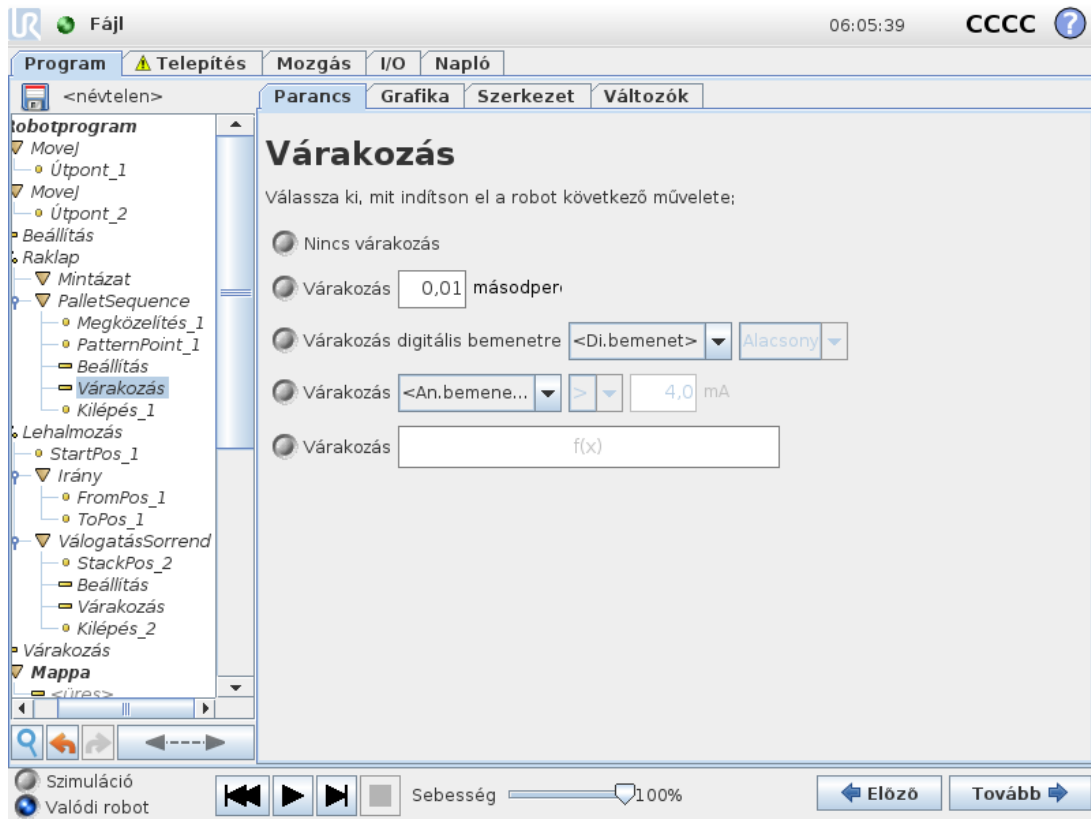 UR Fájl 06:05:39 CCCC ?
Program Telepítés Mozgás I/O Napló
<névtelen>
Parancs Grafika Szerkezet Változók
obotprogram
MoveJ
Útpont_1
MoveJ
Útpont_2
Beállítás
Raklap
Mintázat
PalletSequence
Megközelítés_1
PatternPoint_1
Beállítás
Várakozás
Kilépés_1
Lehalmozás
StartPos_1
Irány
FromPos_1
ToPos_1
VálogatásSorrend
StackPos_2
Beállítás
Várakozás
Kilépés_2
Várakozás
Mappa
<üres>
Várakozás
Válassza ki, mit indítson el a robot következő művelete;
Nincs várakozás
Várakozás 0,01 másodper
Várakozás digitális bemenetre <Di.bemenet> Alacsony
Várakozás <An.bemene... > 4,0 mA
Várakozás f(x)
Szimuláció
Valódi robot
Sebesség 100%
Előző Tovább